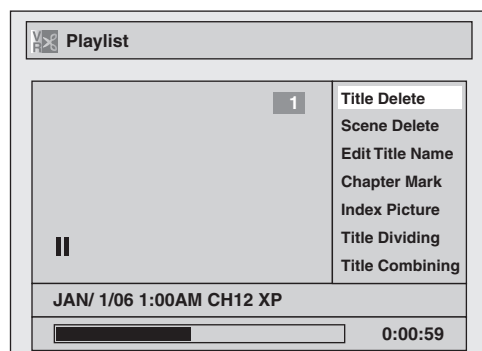 VR Playlist
1
Title Delete
Scene Delete
Edit Title Name
Chapter Mark
Index Picture
Title Dividing
Title Combining
JAN/ 1/06 1:00AM CH12 XP
0:00:59